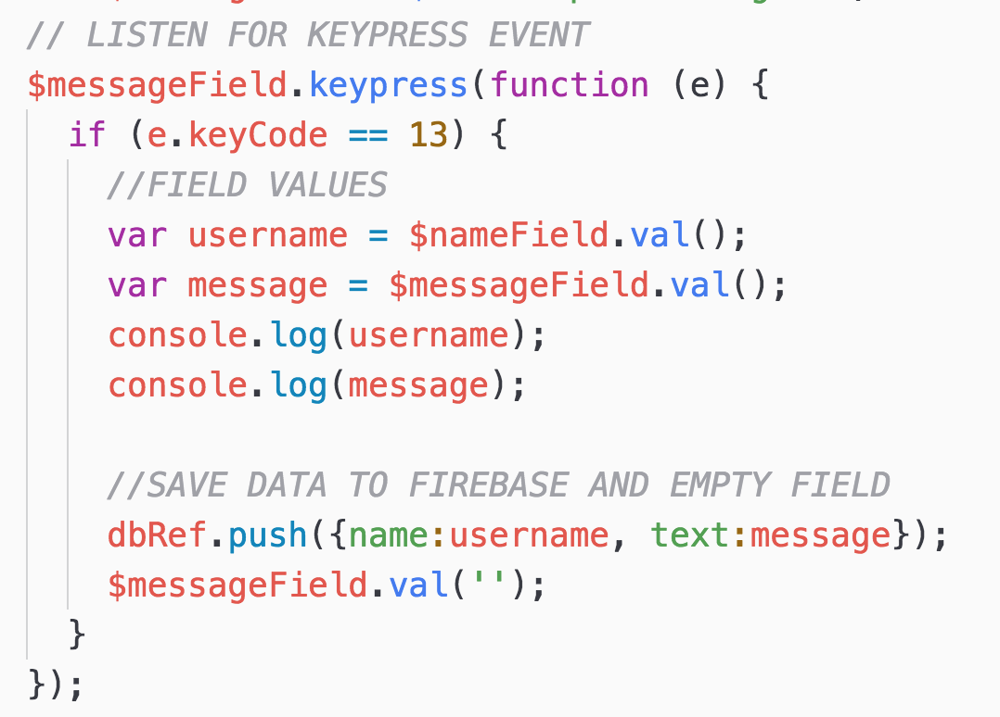 // LISTEN FOR KEYPRESS EVENT
$messageField.keypress(function (e) {
if (e.keyCode == 13) {
//FIELD VALUES
var username = $nameField.val();
var message = $messageField.val();
console.log(username);
console.log(message);
//SAVE DATA TO FIREBASE AND EMPTY FIELD
dbRef.push({name:username, text:message});
$messageField.val('');
}
});